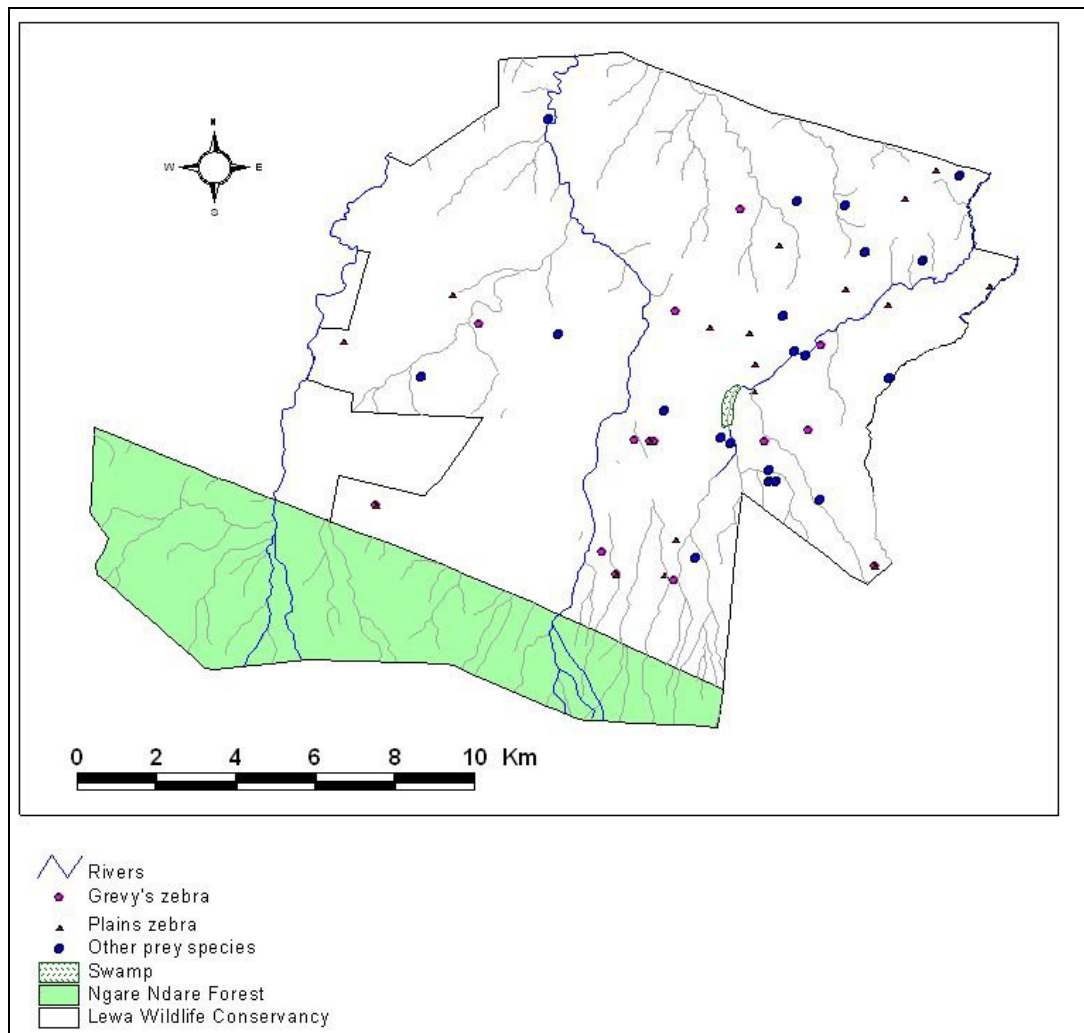 N
W E
S
0 2 4 6 8 10 Km
Rivers
Grevy's zebra
Plains zebra
Other prey species
Swamp
Ngare Ndare Forest
Lewa Wildlife Conservancy